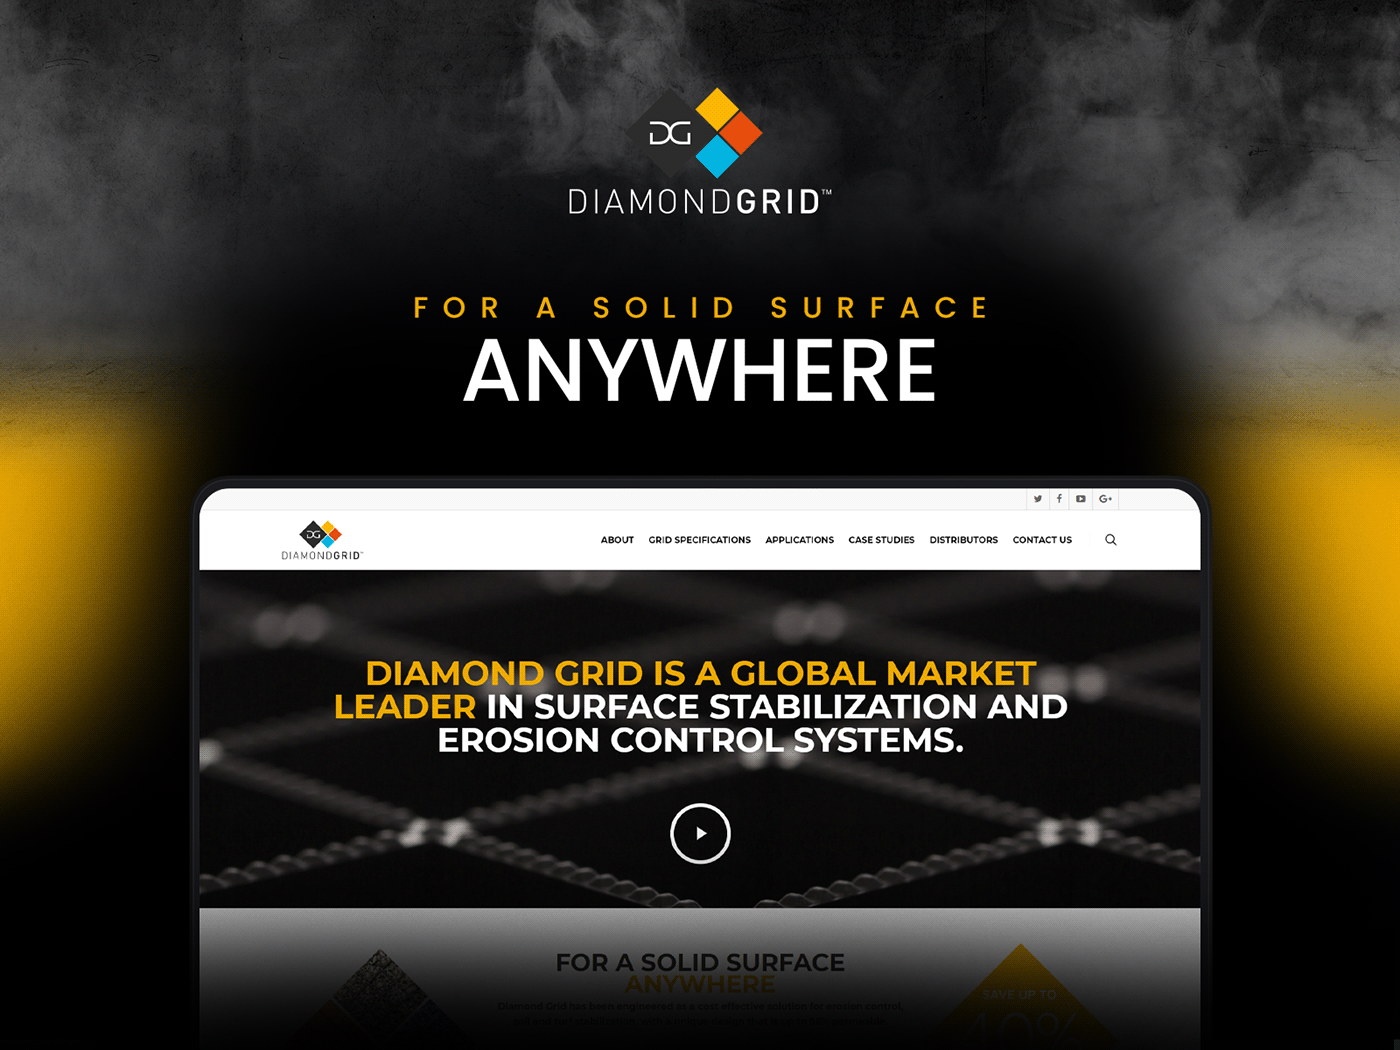 DG
DIAMONDGRID™
FOR A SOLID SURFACE
ANYWHERE
DG
DIAMONDGRID™
ABOUT GRID SPECIFICATIONS APPLICATIONS CASE STUDIES DISTRIBUTORS CONTACT US
DIAMOND GRID IS A GLOBAL MARKET
LEADER IN SURFACE STABILIZATION AND
EROSION CONTROL SYSTEMS.
FOR A SOLID SURFACE
ANYWHERE
Diamond Grid has been engineered as a cost effective solution for erosion control,
SAVE UP TO
40%